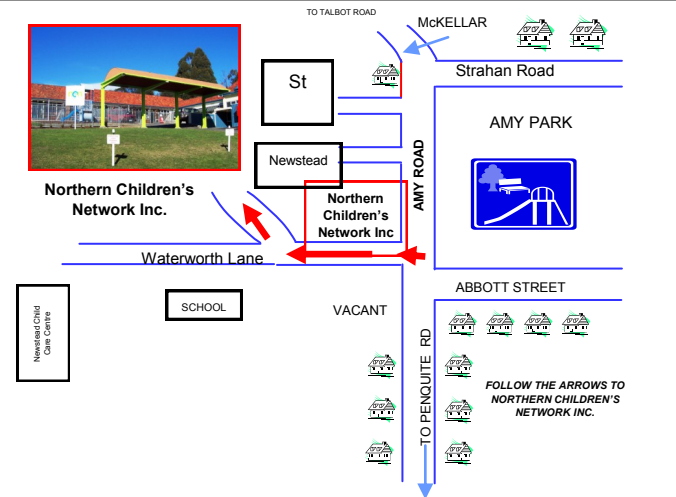 TO TALBOT ROAD
McKELLAR
Strahan Road
St
AMY PARK
Newstead
AMY ROAD
Northern Children's
Network Inc.
Northern
Children's
Network Inc
Waterworth Lane
ABBOTT STREET
Newstead Child
Care Centre
SCHOOL
VACANT
TO PENQUITE RD
FOLLOW THE ARROWS TO
NORTHERN CHILDREN'S
NETWORK INC.